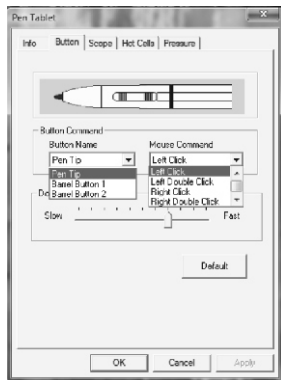 Pen Tablet
Info Button Scope Hot Cells Pressure
Button Command
Button Name Mouse Command
Pen Tip Left Click
Pen Tip Left Click
Barrel Button 1 Left Double Click
Barrel Button 2 Right Click
Right Double Click
Slow Fast
Default
OK Cancel Apply